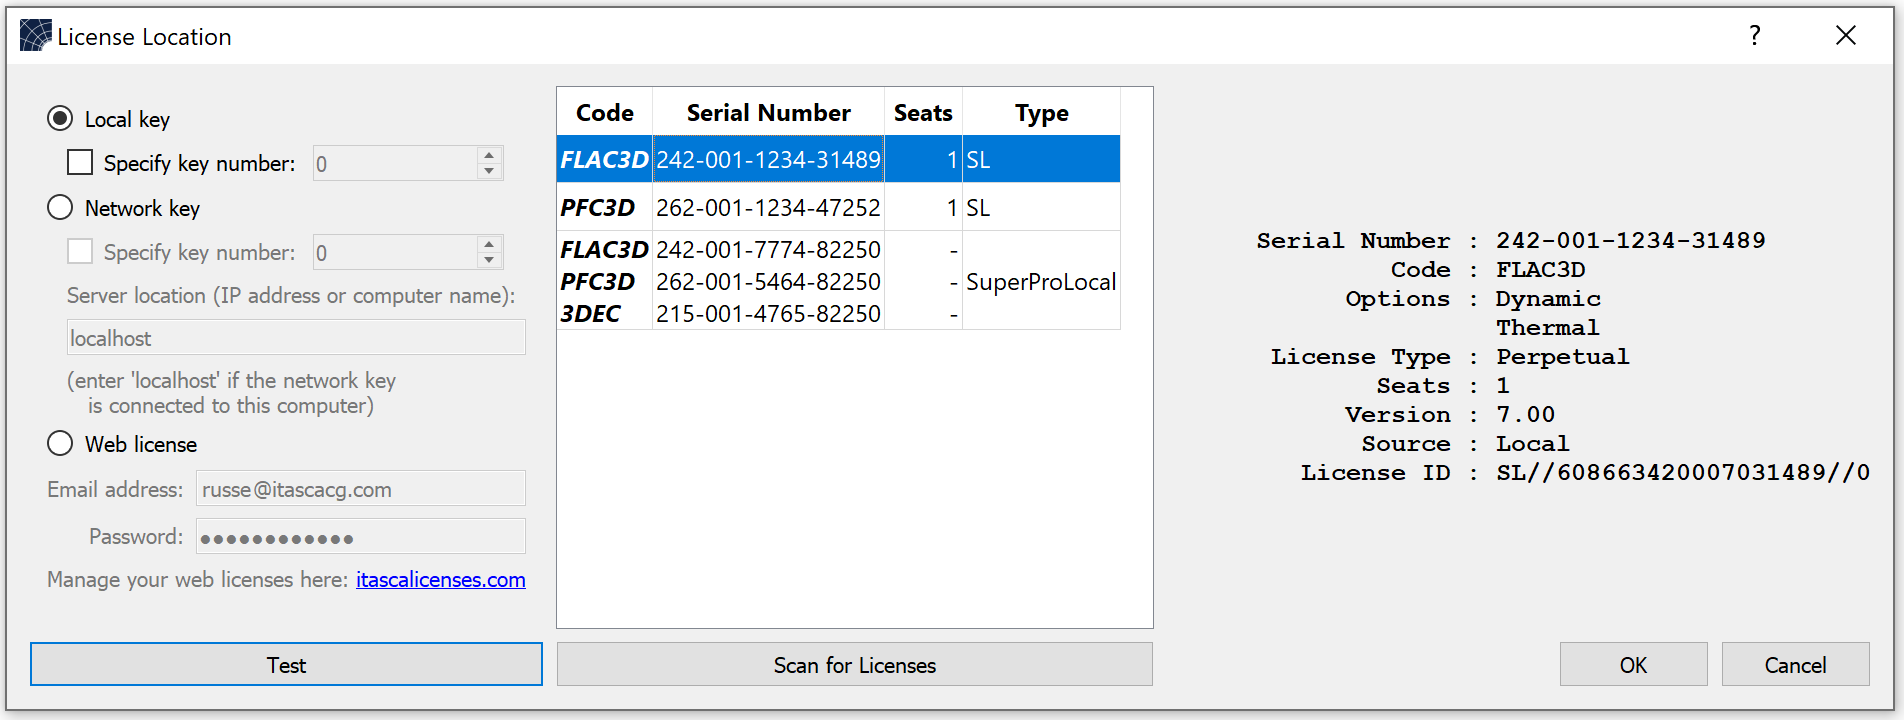 License Location
?
Local key
Specify key number: 0
Network key
Specify key number: 0
Server location (IP address or computer name):
localhost
(enter 'localhost' if the network key
is connected to this computer)
Web license
Email address: russe@itascacg.com
Password: ●●●●●●●●●●●●
Manage your web licenses here: itascalicenses.com
Test
Code Serial Number Seats Type
FLAC3D 242-001-1234-31489 1 SL
PFC3D 262-001-1234-47252 1 SL
FLAC3D 242-001-7774-82250 -
PFC3D 262-001-5464-82250 - SuperProLocal
3DEC 215-001-4765-82250 -
Scan for Licenses
Serial Number : 242-001-1234-31489
Code : FLAC3D
Options : Dynamic
Thermal
License Type : Perpetual
Seats : 1
Version : 7.00
Source : Local
License ID : SL//608663420007031489//0
OK
Cancel